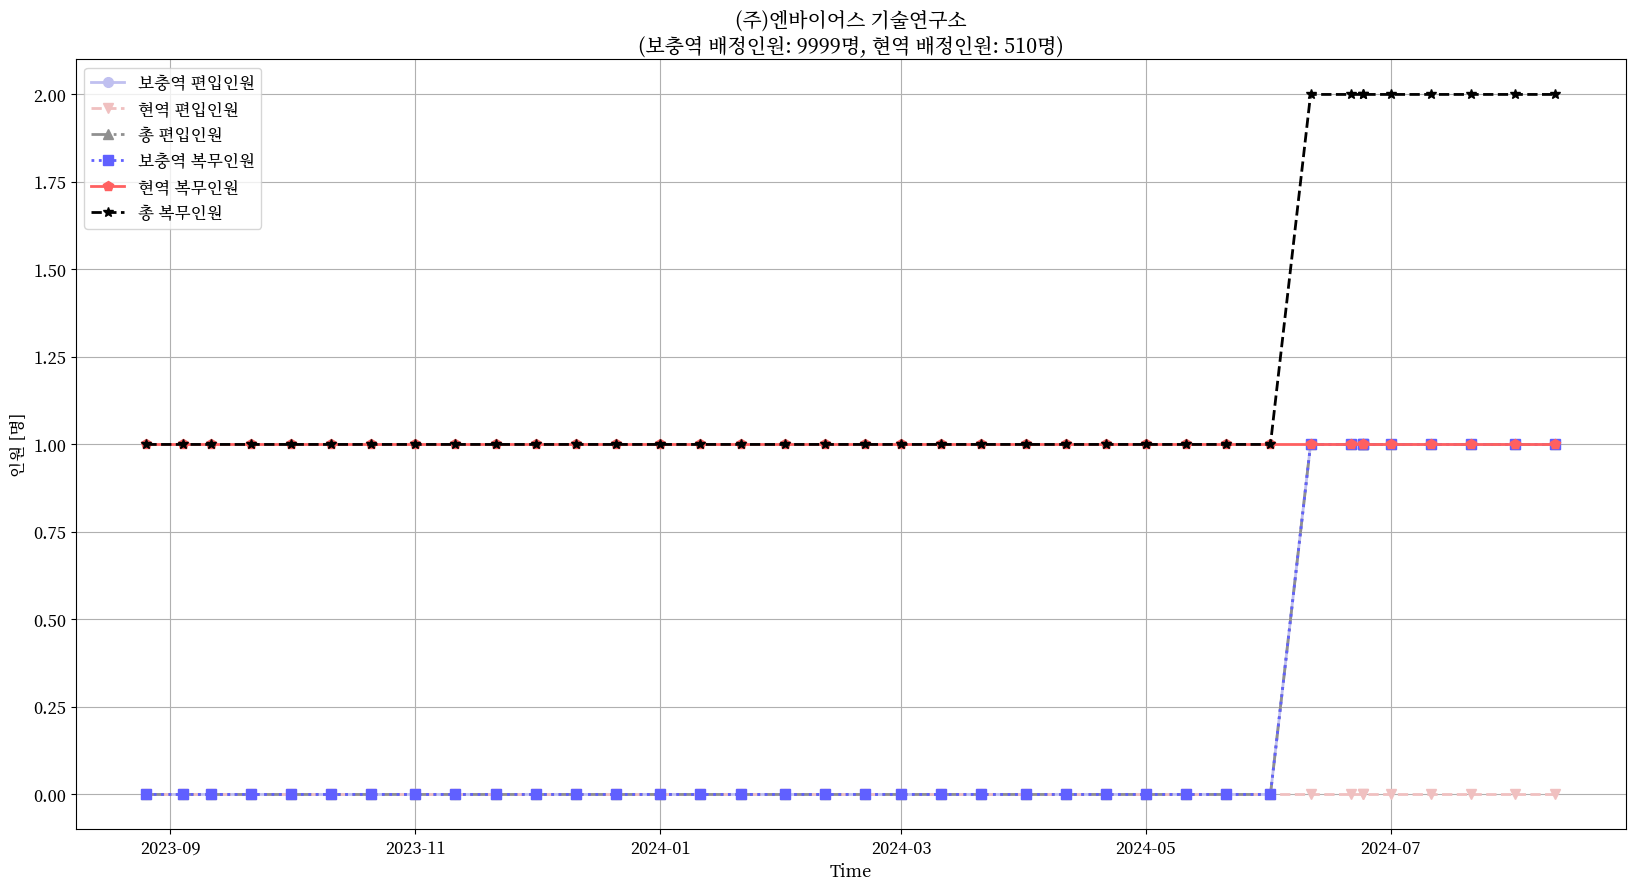 (주)엔바이어스 기술연구소
(보충역 배정인원: 9999명, 현역 배정인원: 510명)
보충역 편입인원
현역 편입인원
총 편입인원
보충역 복무인원
현역 복무인원
총 복무인원
2.00
1.75
1.50
1.25
1.00
0.75
0.50
0.25
0.00
인원 [명]
2023-09
2023-11
2024-01
2024-03
2024-05
2024-07
Time